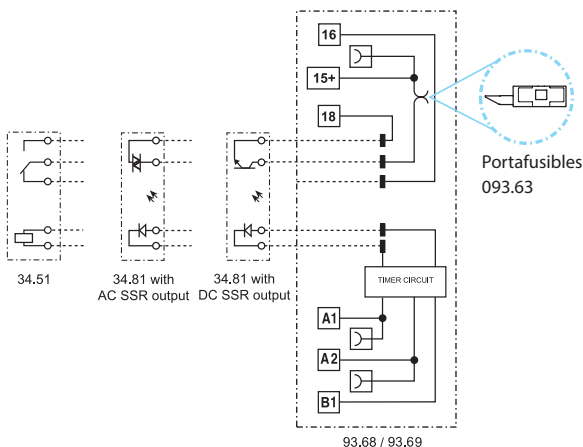 16
15+
18
Portafusibles
093.63
34.51
34.81 with
AC SSR output
34.81 with
DC SSR output
TIMER CIRCUIT
A1
A2
B1
93.68 / 93.69